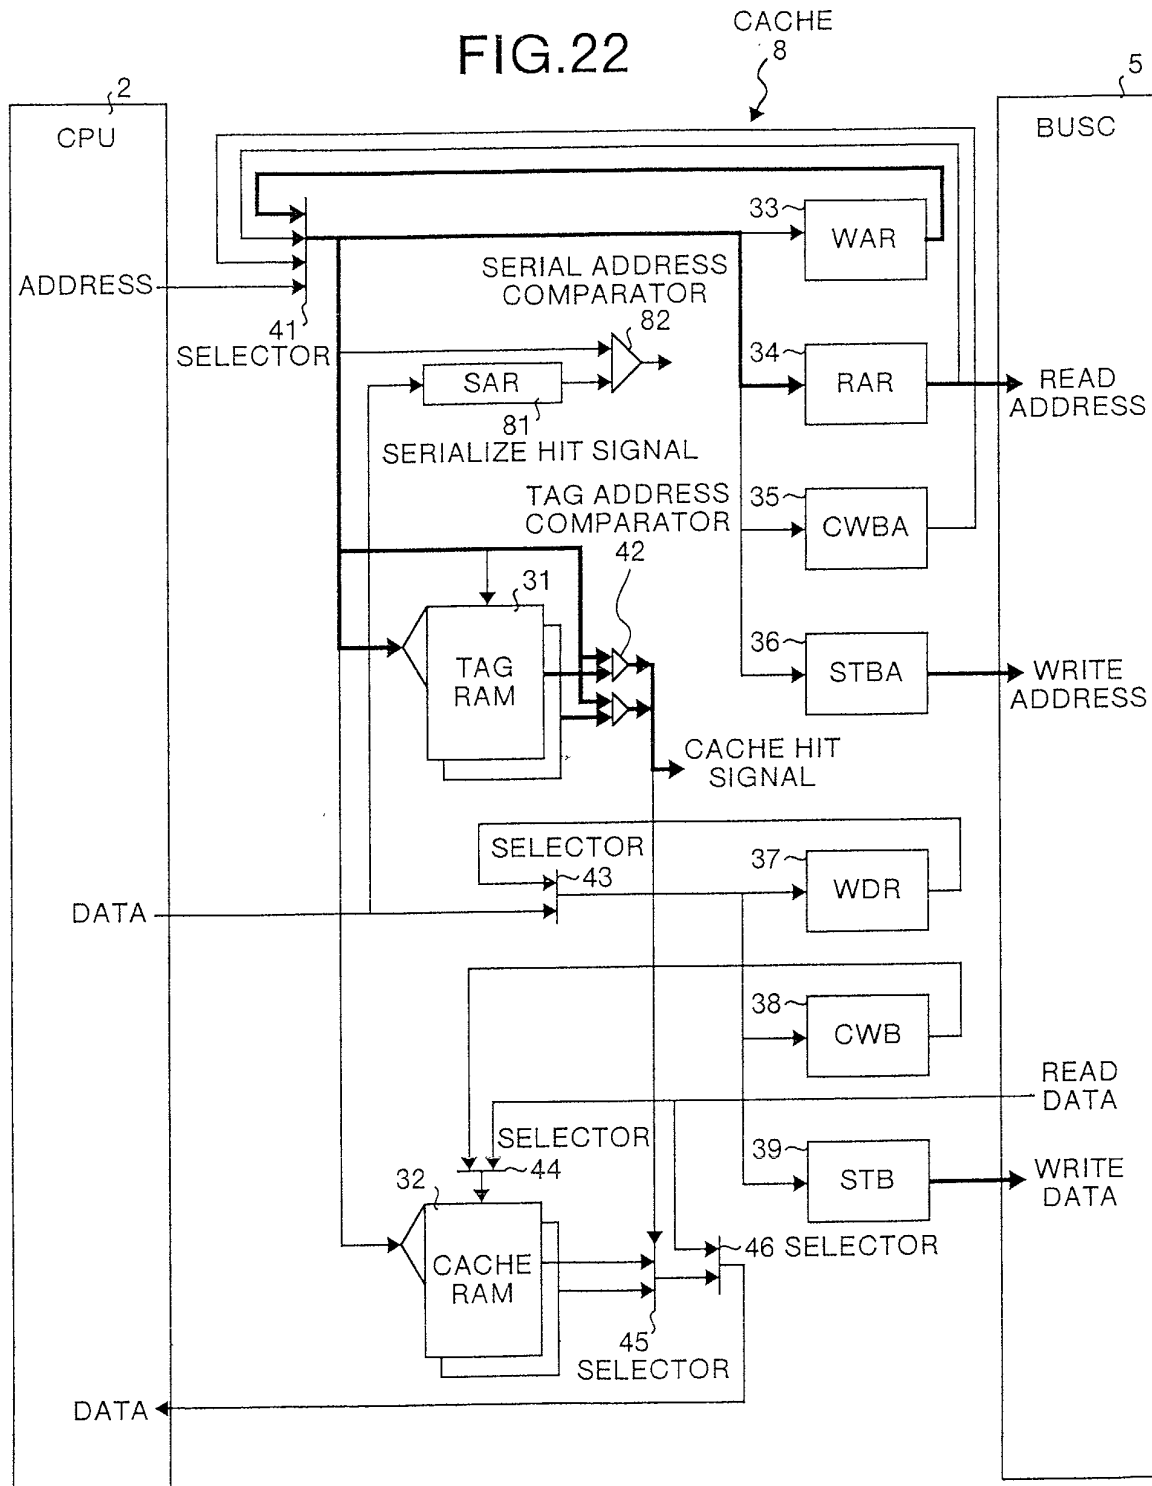 FIG.22
CACHE
8
2
CPU
5
BUSC
33
WAR
ADDRESS
SERIAL ADDRESS
COMPARATOR
41
SELECTOR
82
SAR
81
SERIALIZE HIT SIGNAL
34
RAR
READ
ADDRESS
TAG ADDRESS
COMPARATOR
42
35
CWBA
31
TAG
RAM
36
STBA
WRITE
ADDRESS
CACHE HIT
SIGNAL
SELECTOR
43
37
WDR
DATA
38
CWB
READ
DATA
SELECTOR
44
39
STB
WRITE
DATA
32
CACHE
RAM
46 SELECTOR
45
SELECTOR
DATA